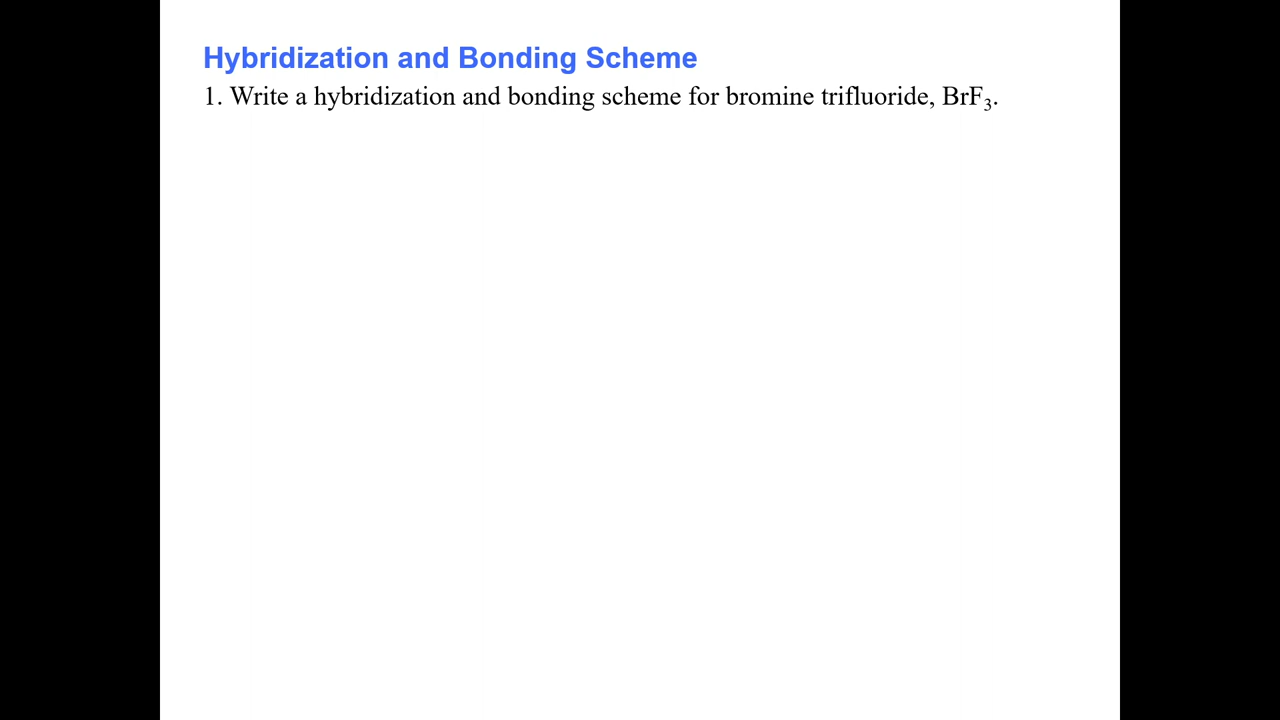 Hybridization and Bonding Scheme
1. Write a hybridization and bonding scheme for bromine trifluoride, BrF₃.